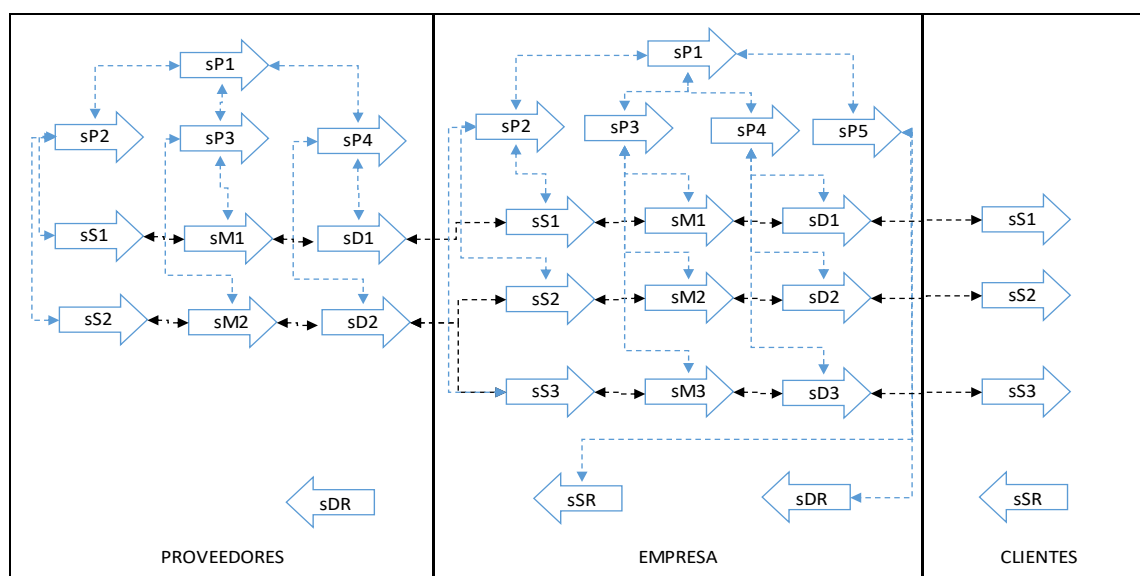 sP1
sP2
sP3
sP4
sS1
sM1
sD1
sS2
sM2
sD2
sDR
PROVEEDORES
sP1
sP2
sP3
sP4
sP5
sS1
sM1
sD1
sS2
sM2
sD2
sS3
sM3
sD3
sSR
sDR
EMPRESA
sS1
sS2
sS3
sSR
CLIENTES